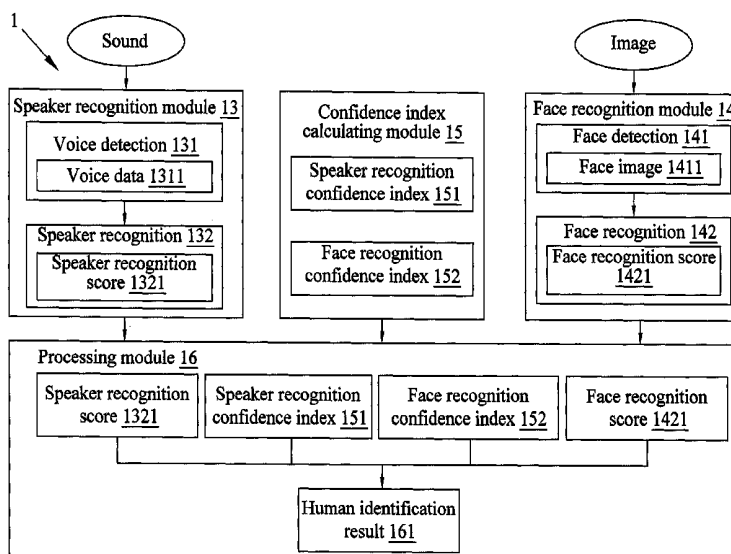 1
Sound
Image
Speaker recognition module 13
Voice detection 131
Voice data 1311
Speaker recognition 132
Speaker recognition
score 1321
Confidence index
calculating module 15
Speaker recognition
confidence index 151
Face recognition
confidence index 152
Face recognition module 14
Face detection 141
Face image 1411
Face recognition 142
Face recognition score
1421
Processing module 16
Speaker recognition
score 1321
Speaker recognition
confidence index 151
Face recognition
confidence index 152
Face recognition
score 1421
Human identification
result 161